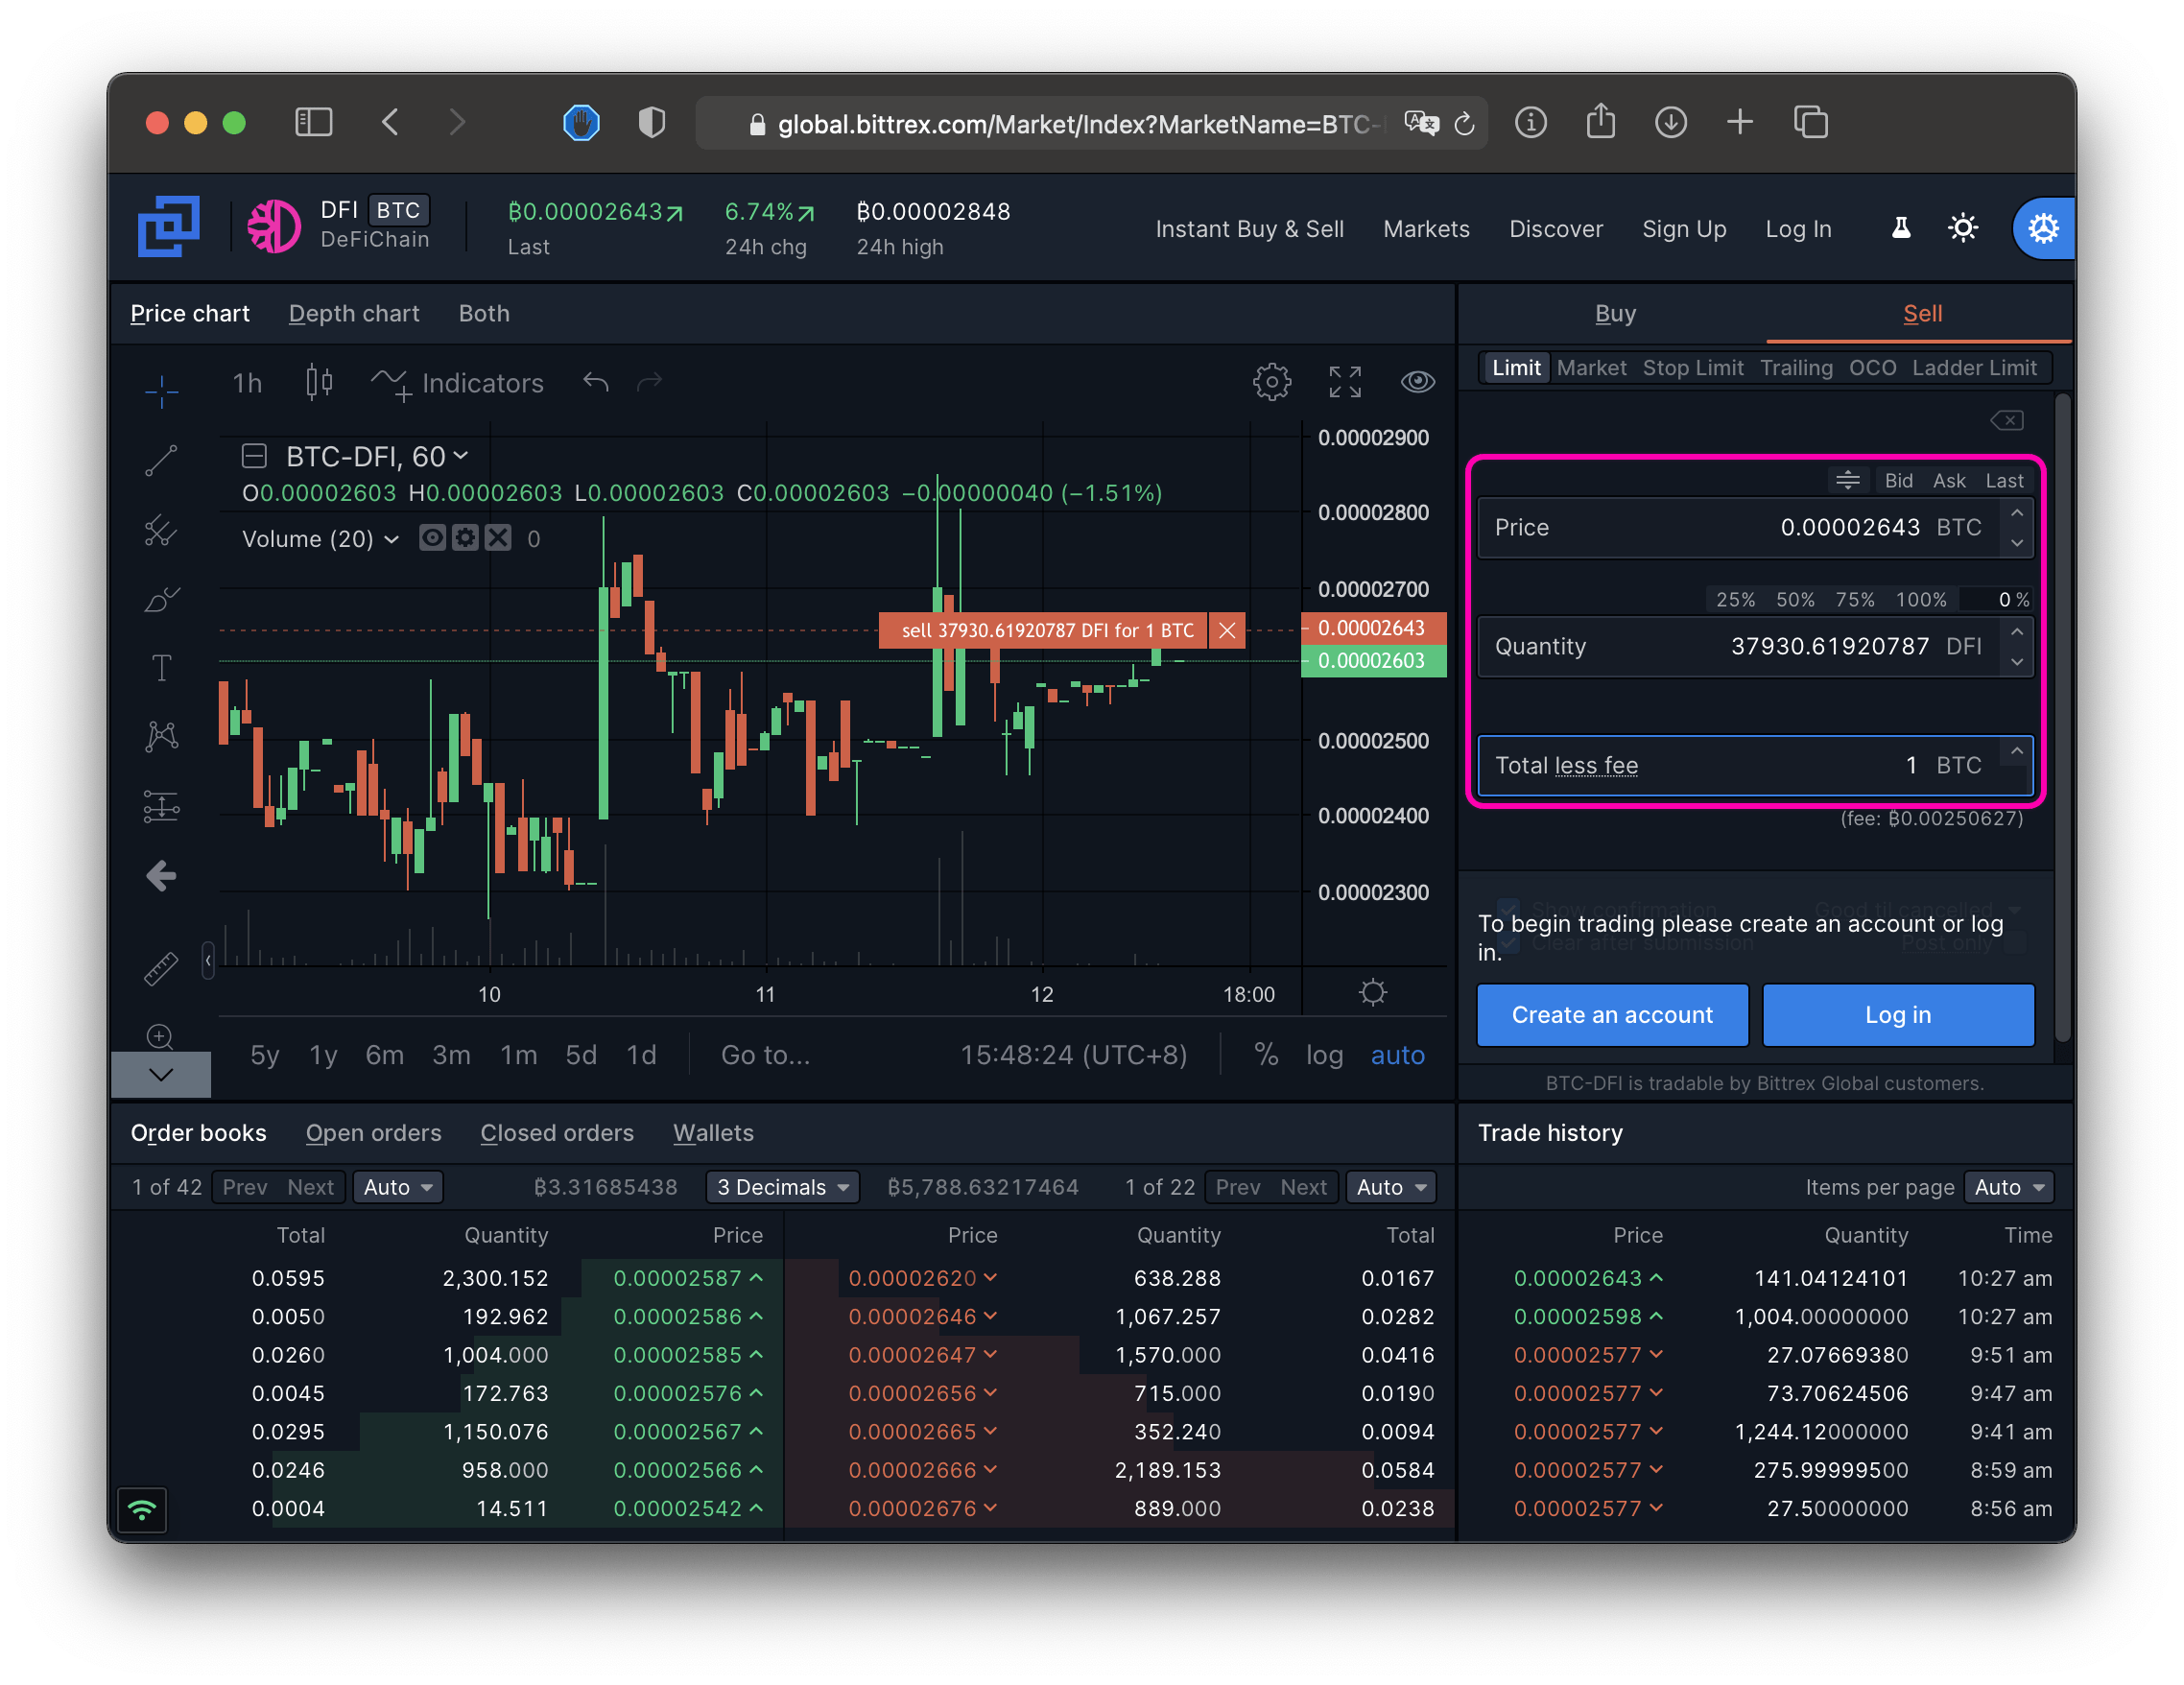 global.bittrex.com/Market/Index?MarketName=BTC-
DFI BTC
DeFiChain
₿0.00002643
Last
6.74%
24h chg
₿0.00002848
24h high
Instant Buy & Sell Markets Discover Sign Up Log In
Price chart Depth chart Both
1h Indicators
BTC-DFI, 60
O0.00002603 H0.00002603 L0.00002603 C0.00002603 −0.00000040 (−1.51%)
Volume (20) 0
sell 37930.61920787 DFI for 1 BTC
0.00002900
0.00002800
0.00002700
0.00002643
0.00002603
0.00002500
0.00002400
0.00002300
10 11 12 18:00
5y 1y 6m 3m 1m 5d 1d Go to... 15:48:24 (UTC+8) % log auto
Buy Sell
Limit Market Stop Limit Trailing OCO Ladder Limit
Bid Ask Last
Price 0.00002643 BTC
25% 50% 75% 100% 0 %
Quantity 37930.61920787 DFI
Total less fee 1 BTC
(fee: ₿0.00250627)
Show confirmation Good til cancelled
Clear after submission Post only
To begin trading please create an account or log
in.
Create an account Log in
BTC-DFI is tradable by Bittrex Global customers.
Order books Open orders Closed orders Wallets
1 of 42 Prev Next Auto ₿3.31685438 3 Decimals ₿5,788.63217464 1 of 22 Prev Next Auto
Total Quantity Price Price Quantity Total
0.0595 2,300.152 0.00002587 0.00002620 638.288 0.0167
0.0050 192.962 0.00002586 0.00002646 1,067.257 0.0282
0.0260 1,004.000 0.00002585 0.00002647 1,570.000 0.0416
0.0045 172.763 0.00002576 0.00002656 715.000 0.0190
0.0295 1,150.076 0.00002567 0.00002665 352.240 0.0094
0.0246 958.000 0.00002566 0.00002666 2,189.153 0.0584
0.0004 14.511 0.00002542 0.00002676 889.000 0.0238
Trade history
Items per page Auto
Price Quantity Time
0.00002643 141.04124101 10:27 am
0.00002598 1,004.00000000 10:27 am
0.00002577 27.07669380 9:51 am
0.00002577 73.70624506 9:47 am
0.00002577 1,244.12000000 9:41 am
0.00002577 275.99999500 8:59 am
0.00002577 27.50000000 8:56 am